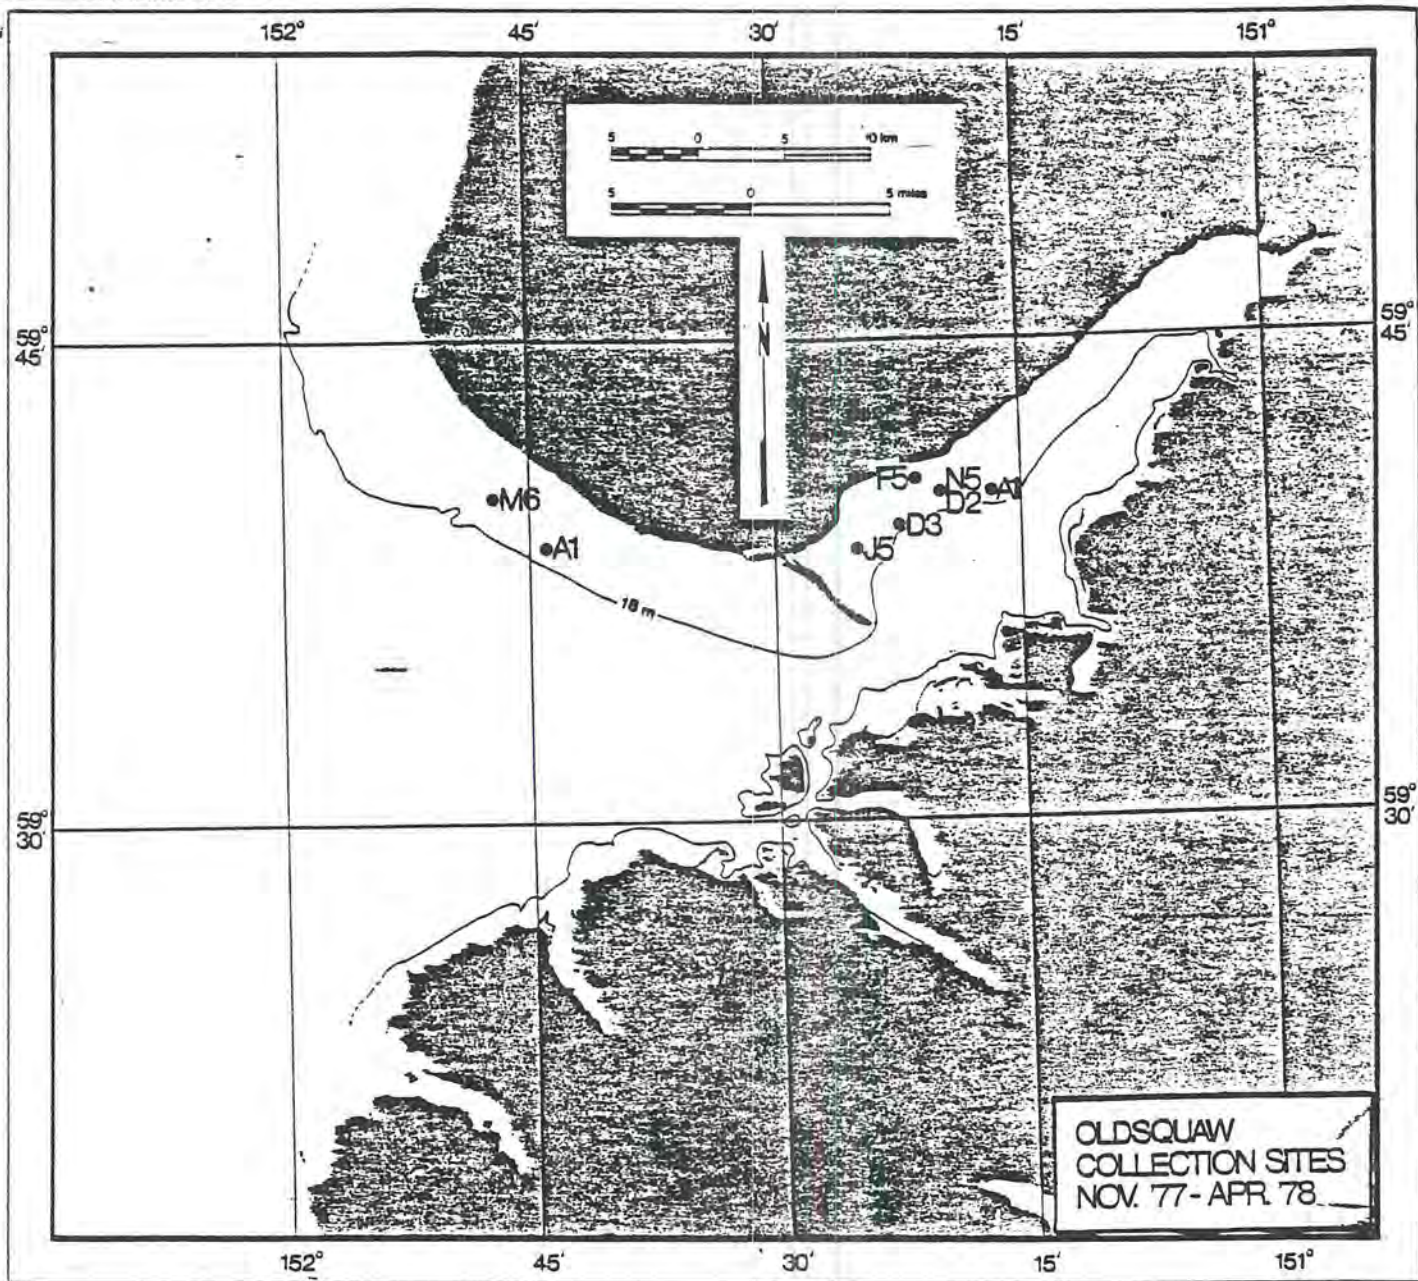 152° 45' 30' 15' 151°
5 0 5 10 km
5 0 5 miles
59° 45'
59° 45'
N
F5 N5 A1
D2
M6
D3
A1
J5
18 m
59° 30'
59° 30'
OLDSQUAW
COLLECTION SITES
NOV. 77 - APR. 78
152° 45' 30' 15' 151°